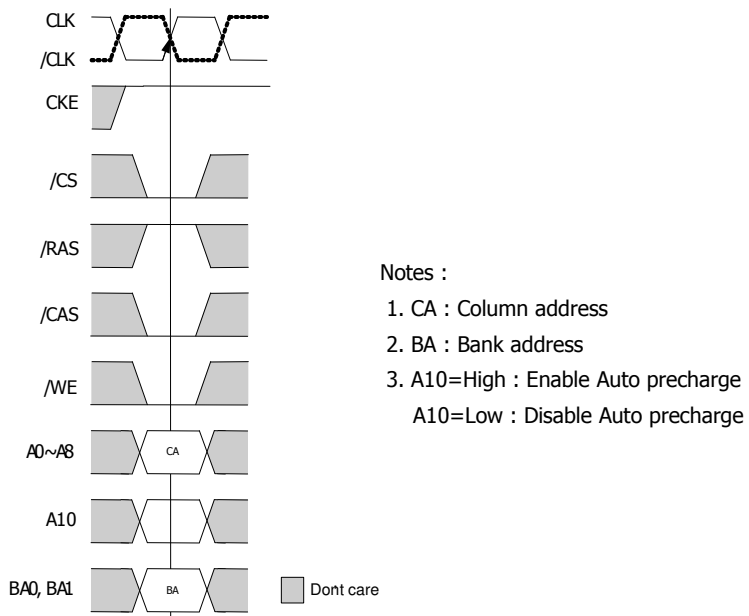 CLK
/CLK
CKE
/CS
/RAS
/CAS
/WE
A0~A8
CA
A10
BA0, BA1
BA
Dont care
Notes :
1. CA : Column address
2. BA : Bank address
3. A10=High : Enable Auto precharge
A10=Low : Disable Auto precharge